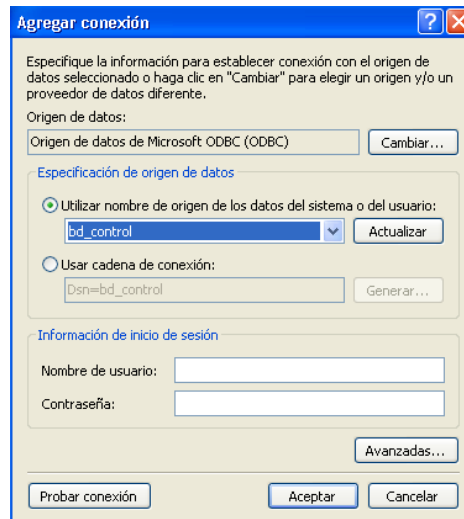 Agregar conexión
Especifique la información para establecer conexión con el origen de
datos seleccionado o haga clic en "Cambiar" para elegir un origen y/o un
proveedor de datos diferente.
Origen de datos:
Origen de datos de Microsoft ODBC (ODBC)
Cambiar...
Especificación de origen de datos
Utilizar nombre de origen de los datos del sistema o del usuario:
bd_control
Actualizar
Usar cadena de conexión:
Dsn=bd_control
Generar...
Información de inicio de sesión
Nombre de usuario:
Contraseña:
Avanzadas...
Probar conexión
Aceptar
Cancelar